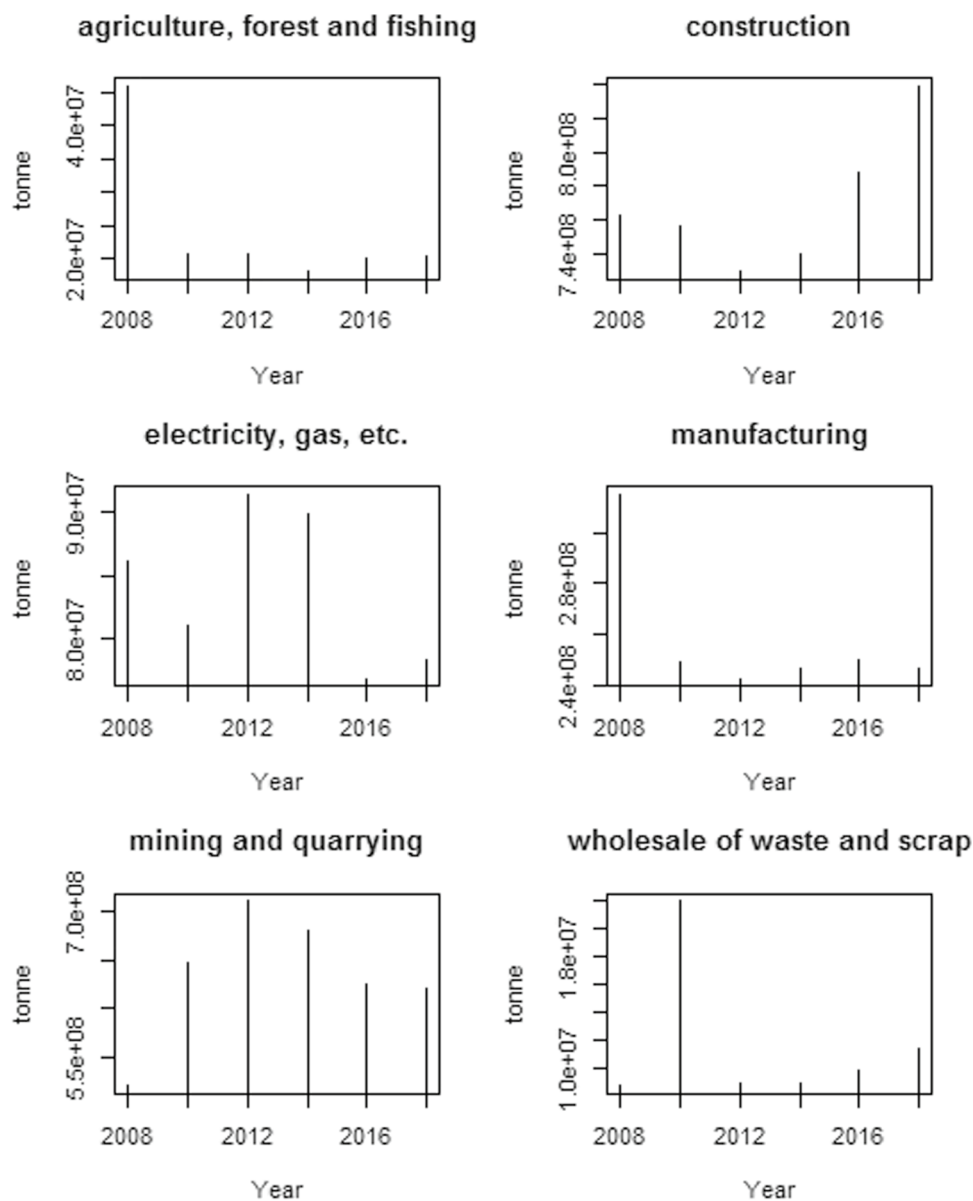 agriculture, forest and fishing
tonne
4.0e+07
2.0e+07
2008 2012 2016
Year
construction
tonne
8.0e+08
7.4e+08
2008 2012 2016
Year
electricity, gas, etc.
tonne
9.0e+07
8.0e+07
2008 2012 2016
Year
manufacturing
tonne
2.8e+08
2.4e+08
2008 2012 2016
Year
mining and quarrying
tonne
7.0e+08
5.5e+08
2008 2012 2016
Year
wholesale of waste and scrap
tonne
1.8e+07
1.0e+07
2008 2012 2016
Year